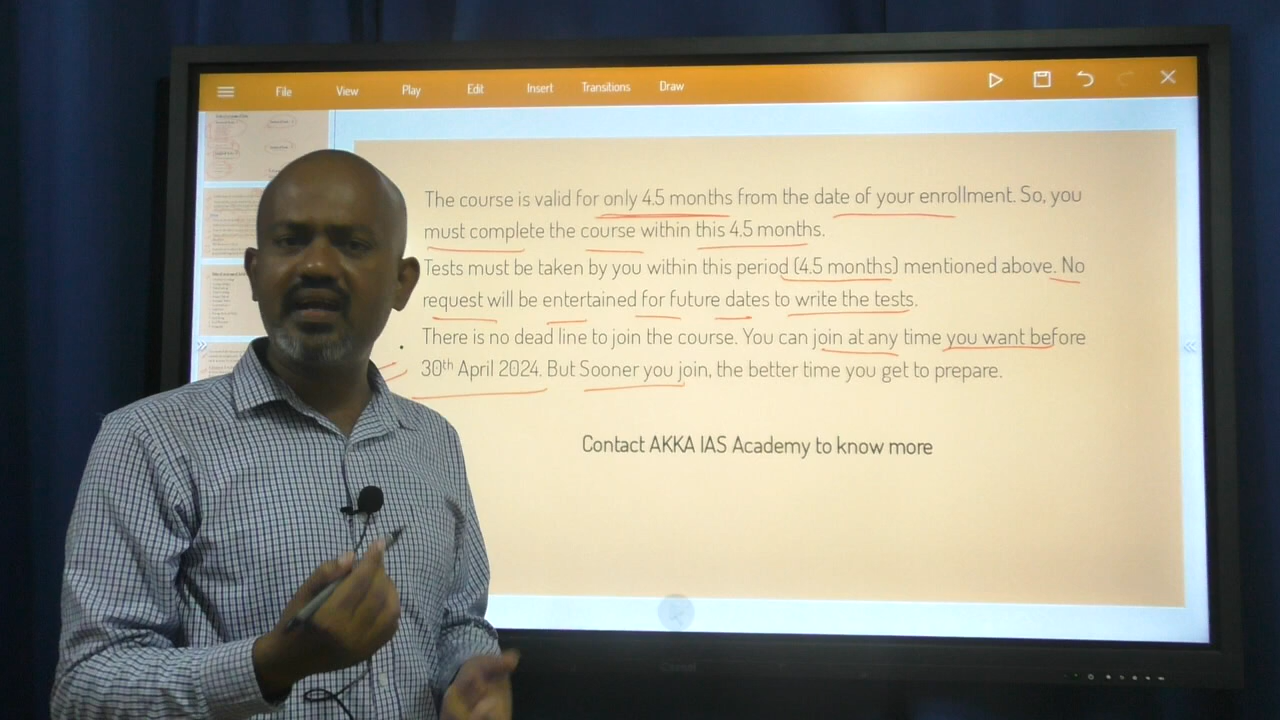 File View Play Edit Insert Transitions Draw
The course is valid for only 4.5 months from the date of your enrollment. So, you
must complete the course within this 4.5 months.
Tests must be taken by you within this period (4.5 months) mentioned above. No
request will be entertained for future dates to write the tests.
There is no dead line to join the course. You can join at any time you want before
30th April 2024. But Sooner you join, the better time you get to prepare.
Contact AKKA IAS Academy to know more